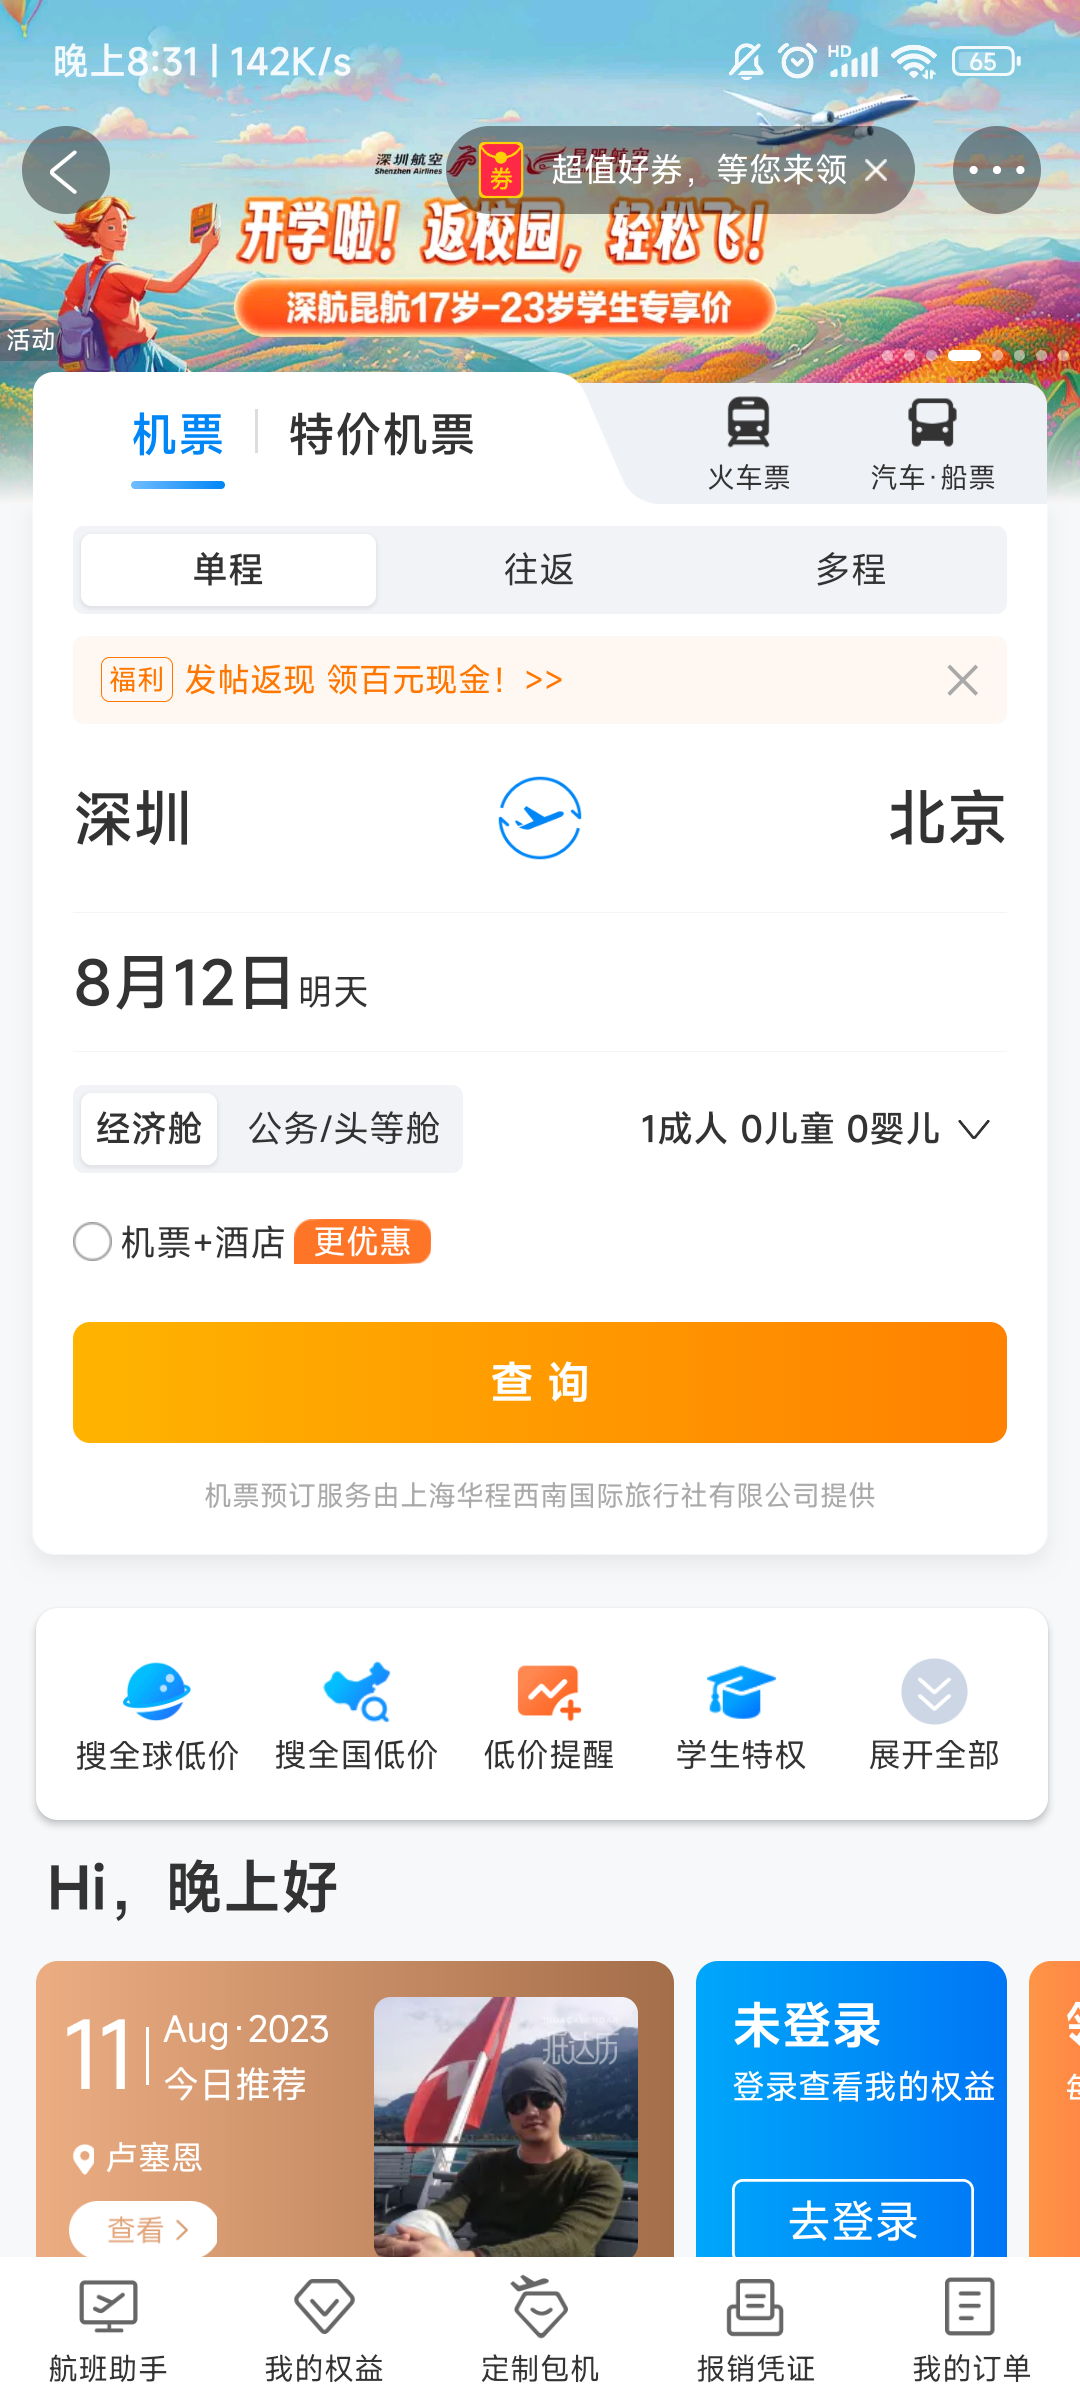 晚上8:31 | 142K/s
HD
65
深圳航空
Shenzhen Airlines
券 超值好券，等您来领
开学啦！返校园，轻松飞！
深航昆航17岁-23岁学生专享价
活动
机票 特价机票
火车票 汽车·船票
单程 往返 多程
福利 发帖返现 领百元现金！>>
深圳 北京
8月12日明天
经济舱 公务/头等舱 1成人 0儿童 0婴儿
机票+酒店 更优惠
查 询
机票预订服务由上海华程西南国际旅行社有限公司提供
搜全球低价 搜全国低价 低价提醒 学生特权 展开全部
Hi，晚上好
11 Aug·2023
今日推荐
卢塞恩
查看
未登录
登录查看我的权益
去登录
航班助手 我的权益 定制包机 报销凭证 我的订单